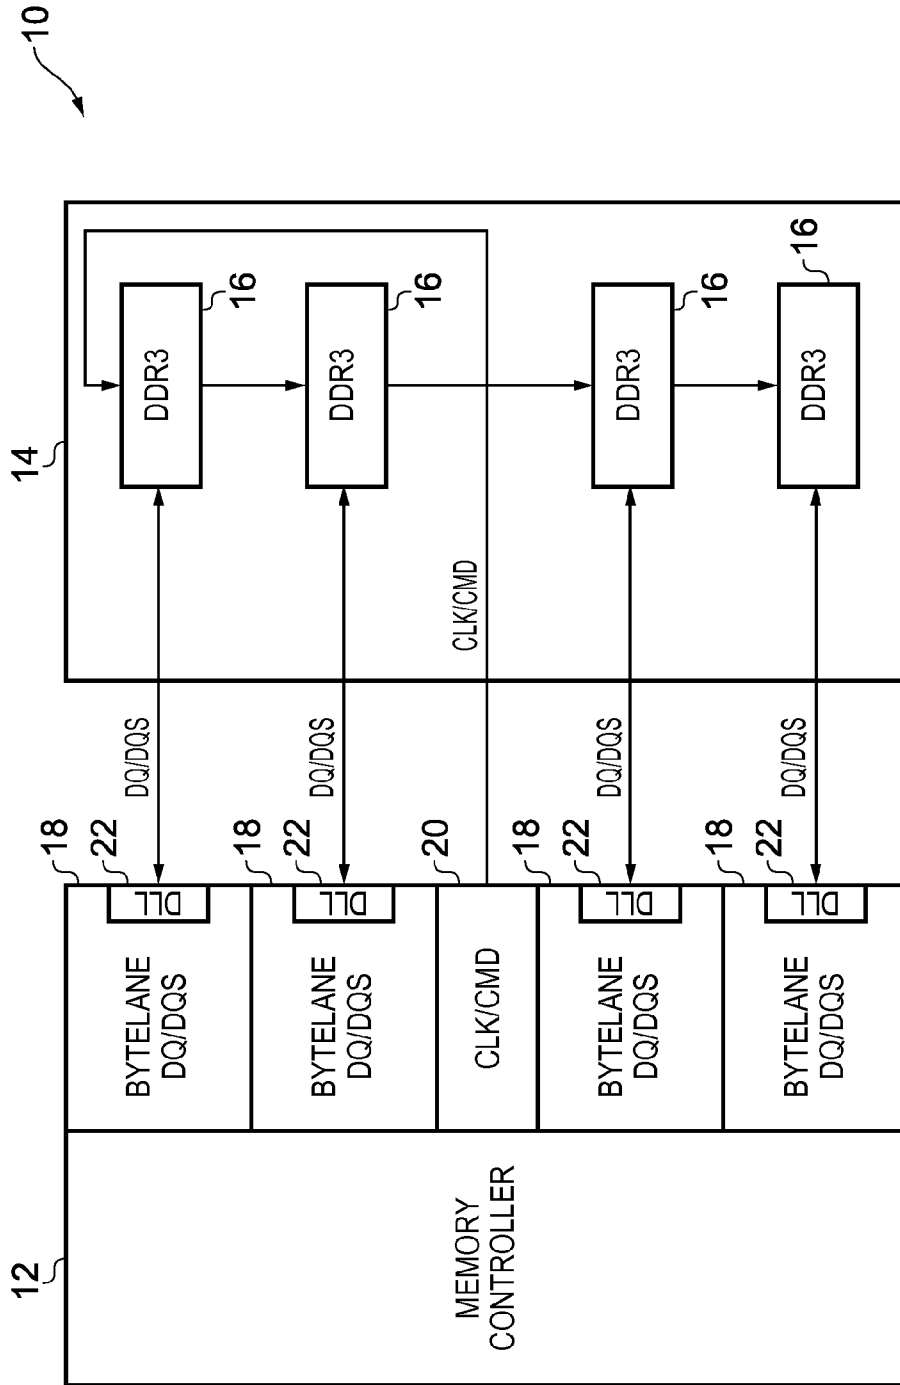 10
14
16
DDR3
16
DDR3
16
DDR3
16
DDR3
CLK/CMD
DQ/DQS
DQ/DQS
DQ/DQS
DQ/DQS
18
22
DLL
BYTELANE
DQ/DQS
18
22
DLL
BYTELANE
DQ/DQS
20
CLK/CMD
18
22
DLL
BYTELANE
DQ/DQS
18
22
DLL
BYTELANE
DQ/DQS
12
MEMORY
CONTROLLER